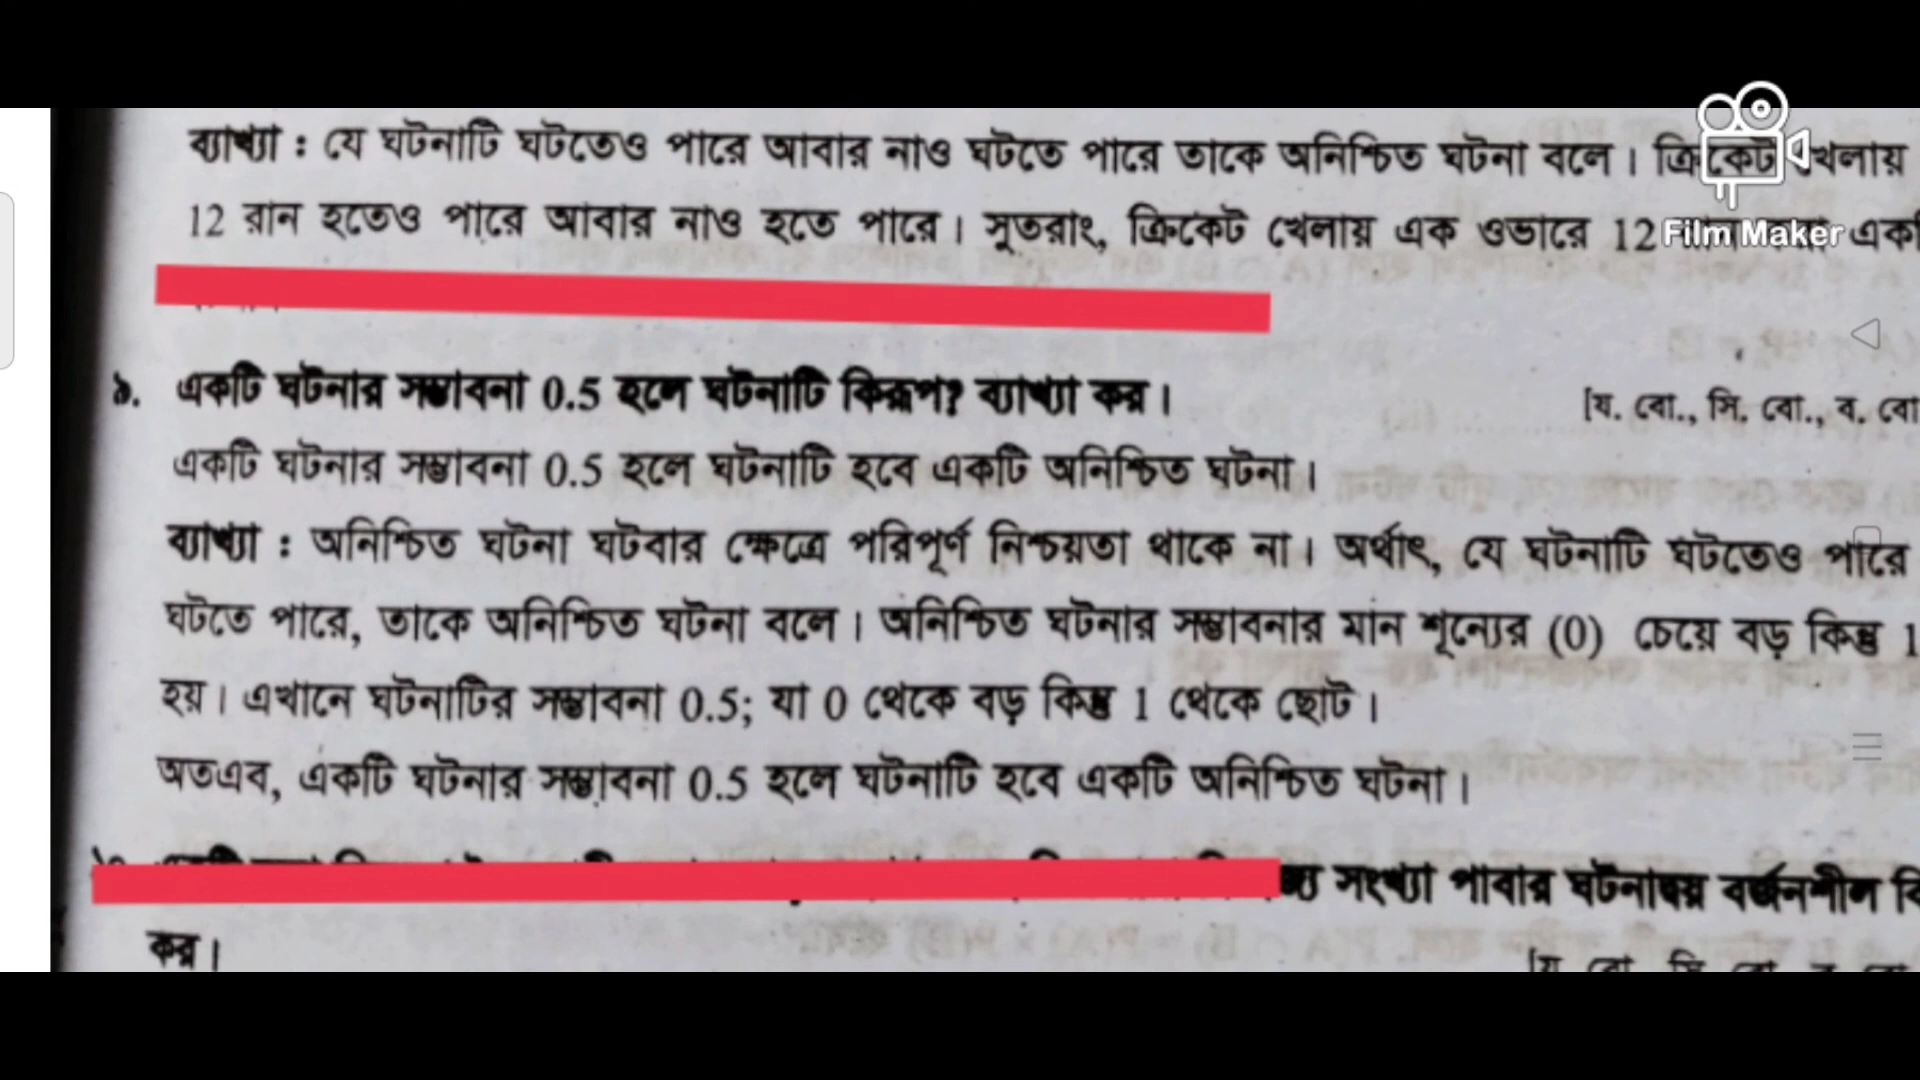 ব্যাখ্যা : যে ঘটনাটি ঘটতেও পারে আবার নাও ঘটতে পারে তাকে অনিশ্চিত ঘটনা বলে। ক্রিকেট খেলায়
12 রান হতেও পারে আবার নাও হতে পারে। সুতরাং, ক্রিকেট খেলায় এক ওভারে 12
Film Maker
৯. একটি ঘটনার সম্ভাবনা 0.5 হলে ঘটনাটি কিরূপ? ব্যাখ্যা কর।
[য. বো., সি. বো., ব. বো
একটি ঘটনার সম্ভাবনা 0.5 হলে ঘটনাটি হবে একটি অনিশ্চিত ঘটনা।
ব্যাখ্যা : অনিশ্চিত ঘটনা ঘটবার ক্ষেত্রে পরিপূর্ণ নিশ্চয়তা থাকে না। অর্থাৎ, যে ঘটনাটি ঘটতেও পারে
ঘটতে পারে, তাকে অনিশ্চিত ঘটনা বলে। অনিশ্চিত ঘটনার সম্ভাবনার মান শূন্যের (0) চেয়ে বড় কিন্তু 1
হয়। এখানে ঘটনাটির সম্ভাবনা 0.5; যা 0 থেকে বড় কিন্তু 1 থেকে ছোট।
অতএব, একটি ঘটনার সম্ভাবনা 0.5 হলে ঘটনাটি হবে একটি অনিশ্চিত ঘটনা।
সংখ্যা পাবার ঘটনাদ্বয় বর্জনশীল
কর।